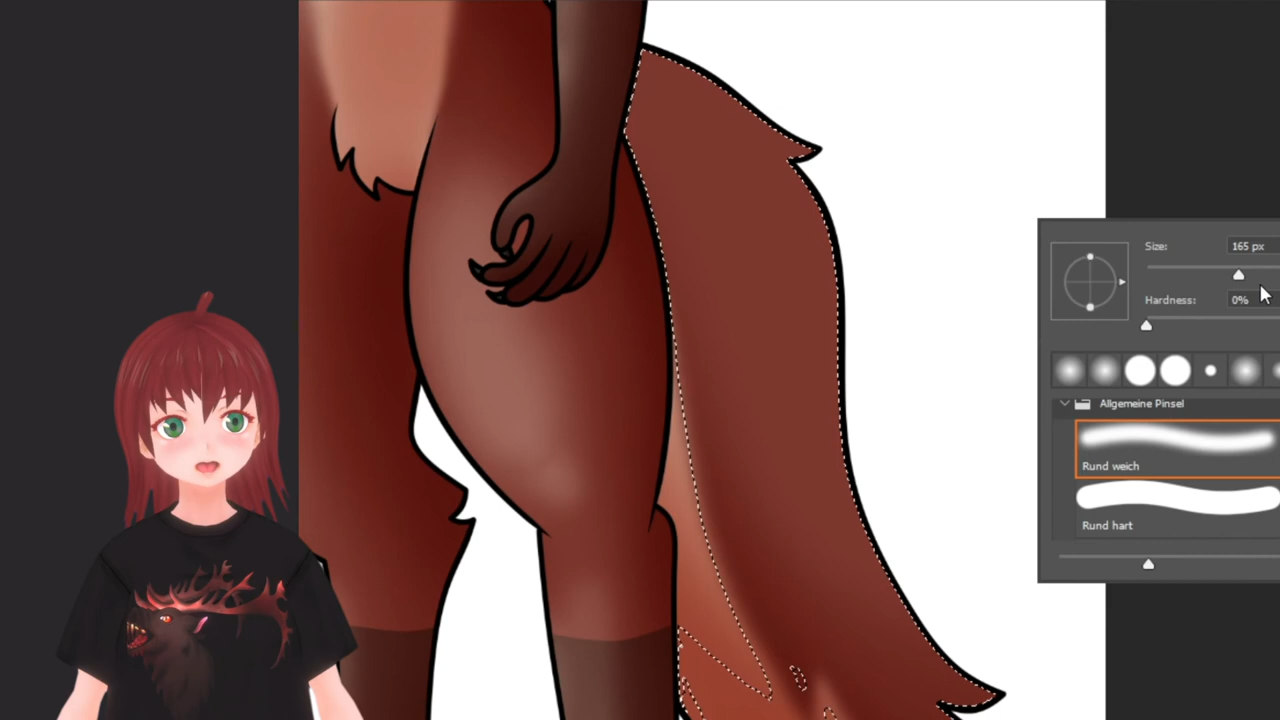 Size: 165 px
Hardness: 0%
Allgemeine Pinsel
Rund weich
Rund hart